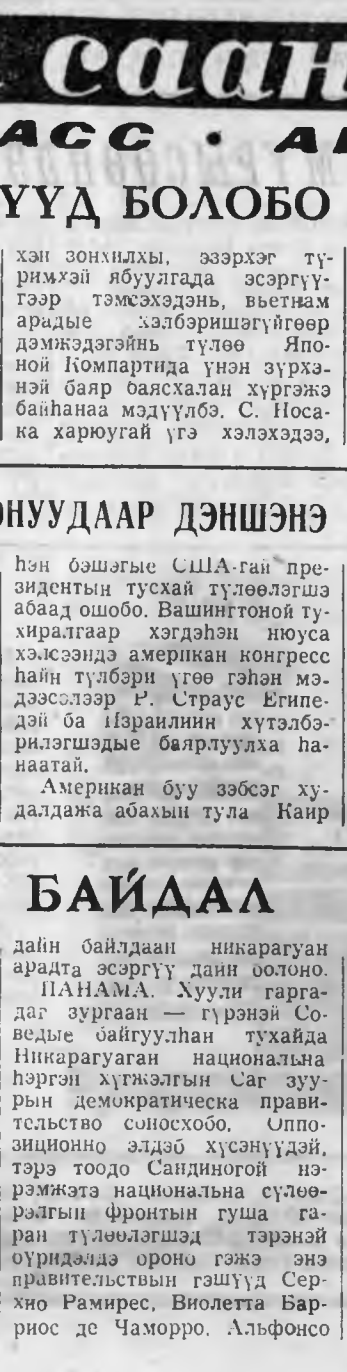 саан
АСС • АГ
ҮҮД БОЛОБО
хэн зонхилхы, эзэрхэг тү-
римхэй ябуулгада эсэргүү-
гээр тэмсэхэдэнь, вьетнам
арадые хэлбэришэгүйгөөр
дэмжэдэгэйнь түлөө Япо-
ной Компартида үнэн зүрхэ-
нэй баяр баясхалан хүргэжэ
байһанаа мэдүүлбэ. С. Носа-
ка харюугай үгэ хэлэхэдээ,
ОНУУДААР ДЭНШЭНЭ
һэн бэшэгые США-гай пре-
зидентын тусхай түлөөлэгшэ
абаад ошобо. Вашингтоной ту-
хиралгаар хэгдэһэн нюуса
хэлсээндэ американ конгресс
һайн түлбэри үгөө гэһэн мэ-
дээсэлээр Р. Страус Египе-
дэй ба Израилиин хүтэлбэ-
рилэгшэдые баярлуулха һа-
наатай.
Американ буу зэбсэг ху-
далдажа абахын тула Каир
БАЙДАЛ
дайн байлдаан никарагуан
арадта эсэргүү дайн болоно.
ПАНАМА. Хуули гарга-
даг зургаан — гүрэнэй Со-
ведые байгуулһан тухайда
Никарагуаган национальна
һэргэн хүгжэлгын Саг зуу-
рын демократическа прави-
тельство соносхобо. Оппо-
зиционно элдэб хүсэнүүдэй,
тэрэ тоодо Сандиногой нэ-
рэмжэтэ национальна сүлөө-
рэлгын фронтын гуша га-
ран түлөөлэгшэд тэрэнэй
бүридэлдэ ороно гэжэ энэ
правительствын гэшүүд Сер-
хио Рамирес, Виолетта Бар-
риос де Чаморро, Альфонсо